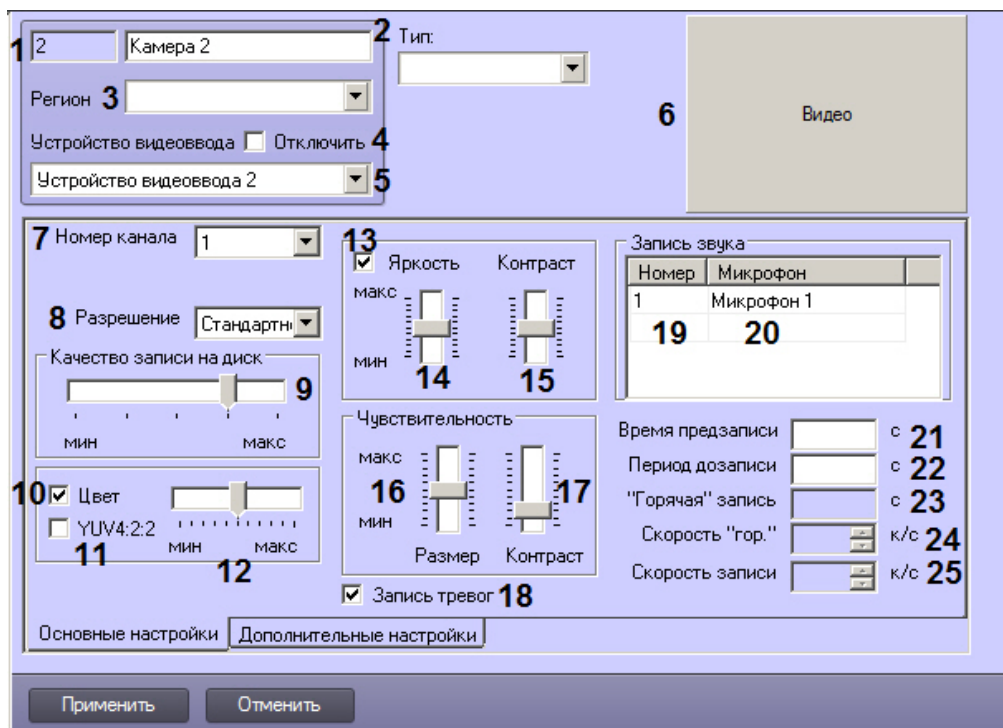 1 2 Камера 2 2 Тип:
Регион 3
6 Видео
Устройство видеоввода Отключить 4
Устройство видеоввода 2 5
7 Номер канала 1
8 Разрешение Стандартн
Качество записи на диск
9
мин макс
10 Цвет
11 YUV4:2:2
мин 12 макс
13 Яркость Контраст
макс
мин 14 15
Чувствительность
макс
16 17
мин
Размер Контраст
Запись тревог 18
Запись звука
Номер Микрофон
1 Микрофон 1
19 20
Время предзаписи с 21
Период дозаписи с 22
"Горячая" запись с 23
Скорость "гор." к/с 24
Скорость записи к/с 25
Основные настройки Дополнительные настройки
Применить Отменить